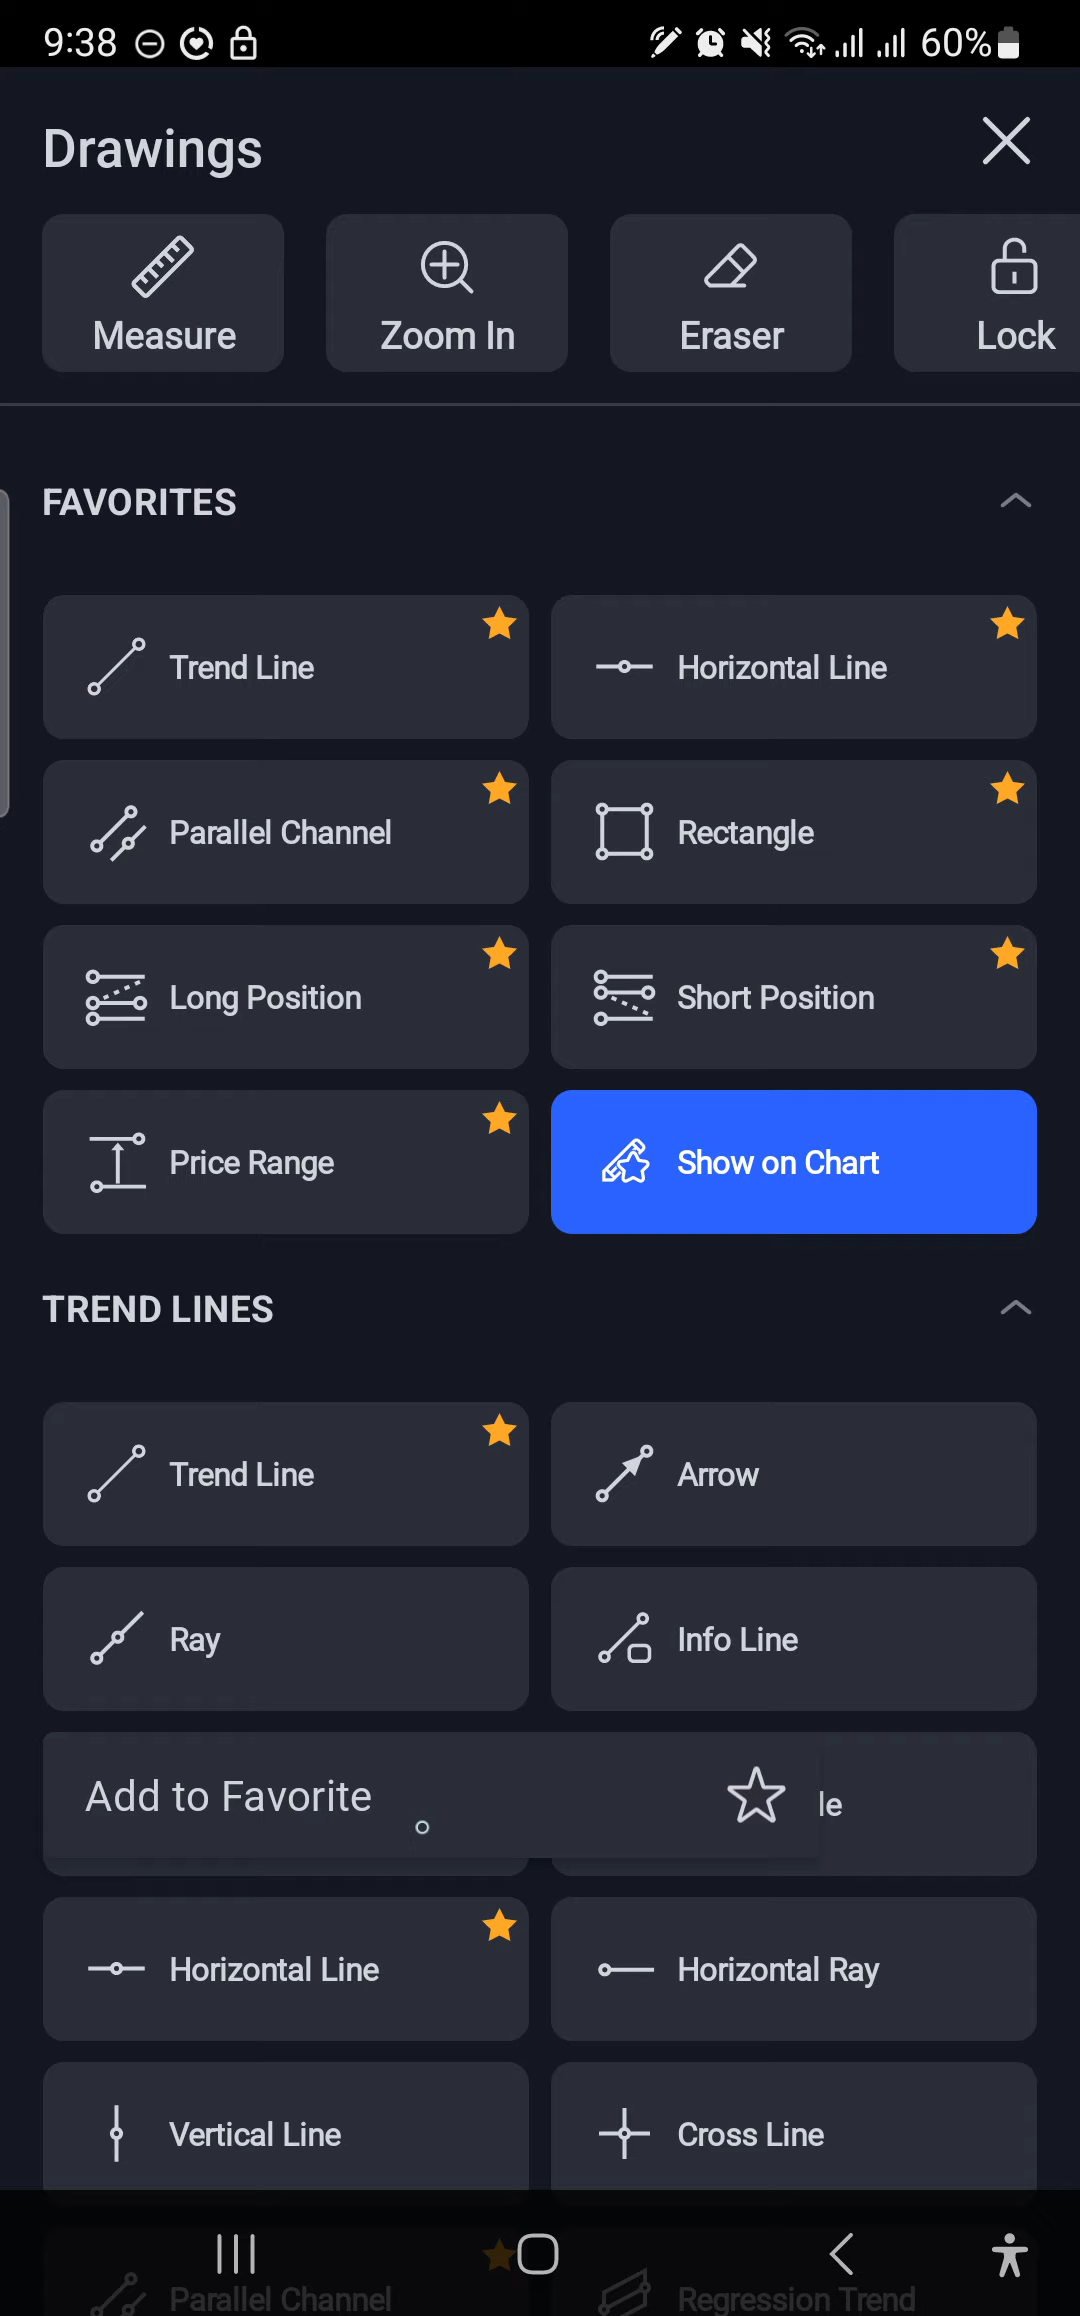 9:38
60%
Drawings
Measure
Zoom In
Eraser
Lock
FAVORITES
Trend Line
Horizontal Line
Parallel Channel
Rectangle
Long Position
Short Position
Price Range
Show on Chart
TREND LINES
Trend Line
Arrow
Ray
Info Line
Add to Favorite
le
Horizontal Line
Horizontal Ray
Vertical Line
Cross Line
Parallel Channel
Regression Trend